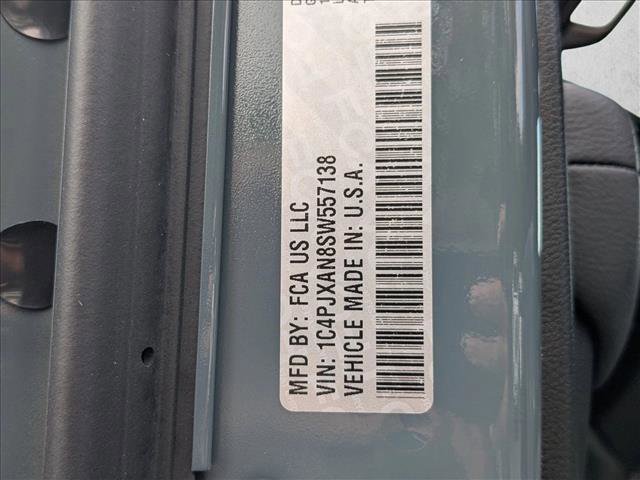 MFD BY: FCA US LLC
VIN: 1C4PJXAN8SW557138
VEHICLE MADE IN: U.S.A.